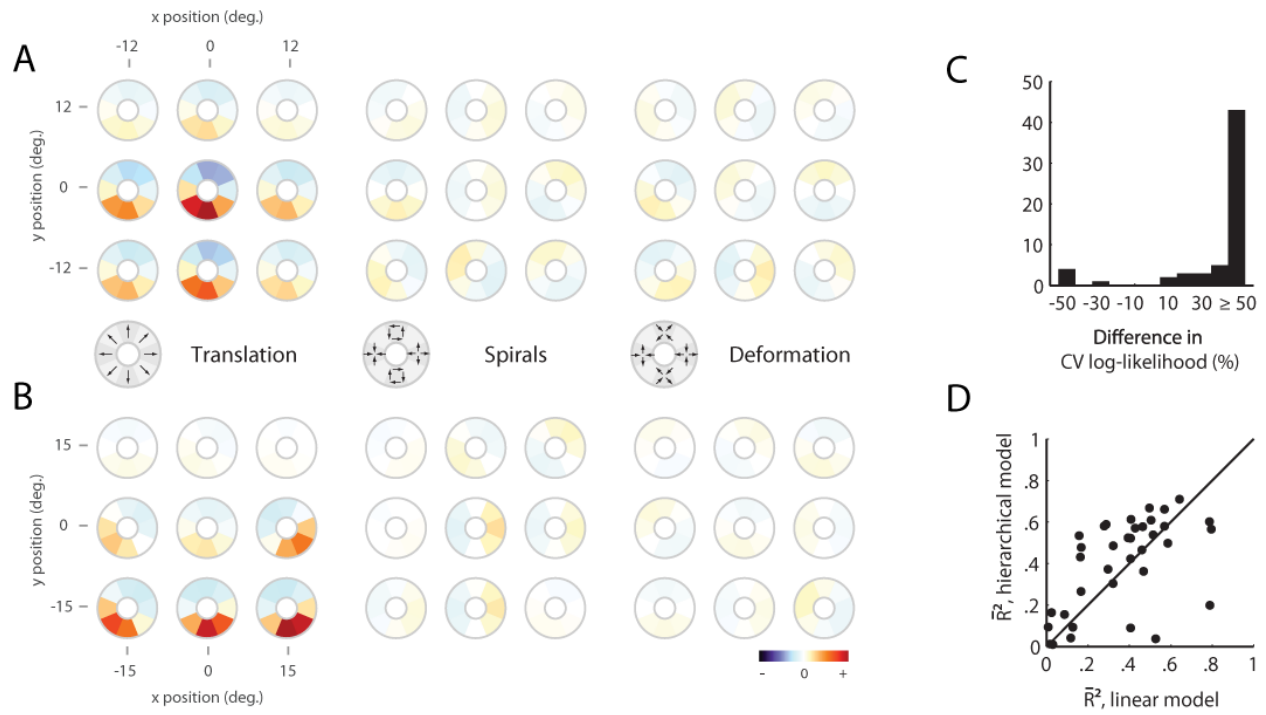 x position (deg.)
-12 0 12
A
y position (deg.)
12
0
-12
Translation Spirals Deformation
B
y position (deg.)
15
0
-15
-15 0 15
x position (deg.)
- 0 +
C
50
40
30
20
10
0
-50 -30 -10 10 30 ≥ 50
Difference in
CV log-likelihood (%)
D
R̄², hierarchical model
1
.8
.6
.4
.2
0
0 .2 .4 .6 .8 1
R̄², linear model